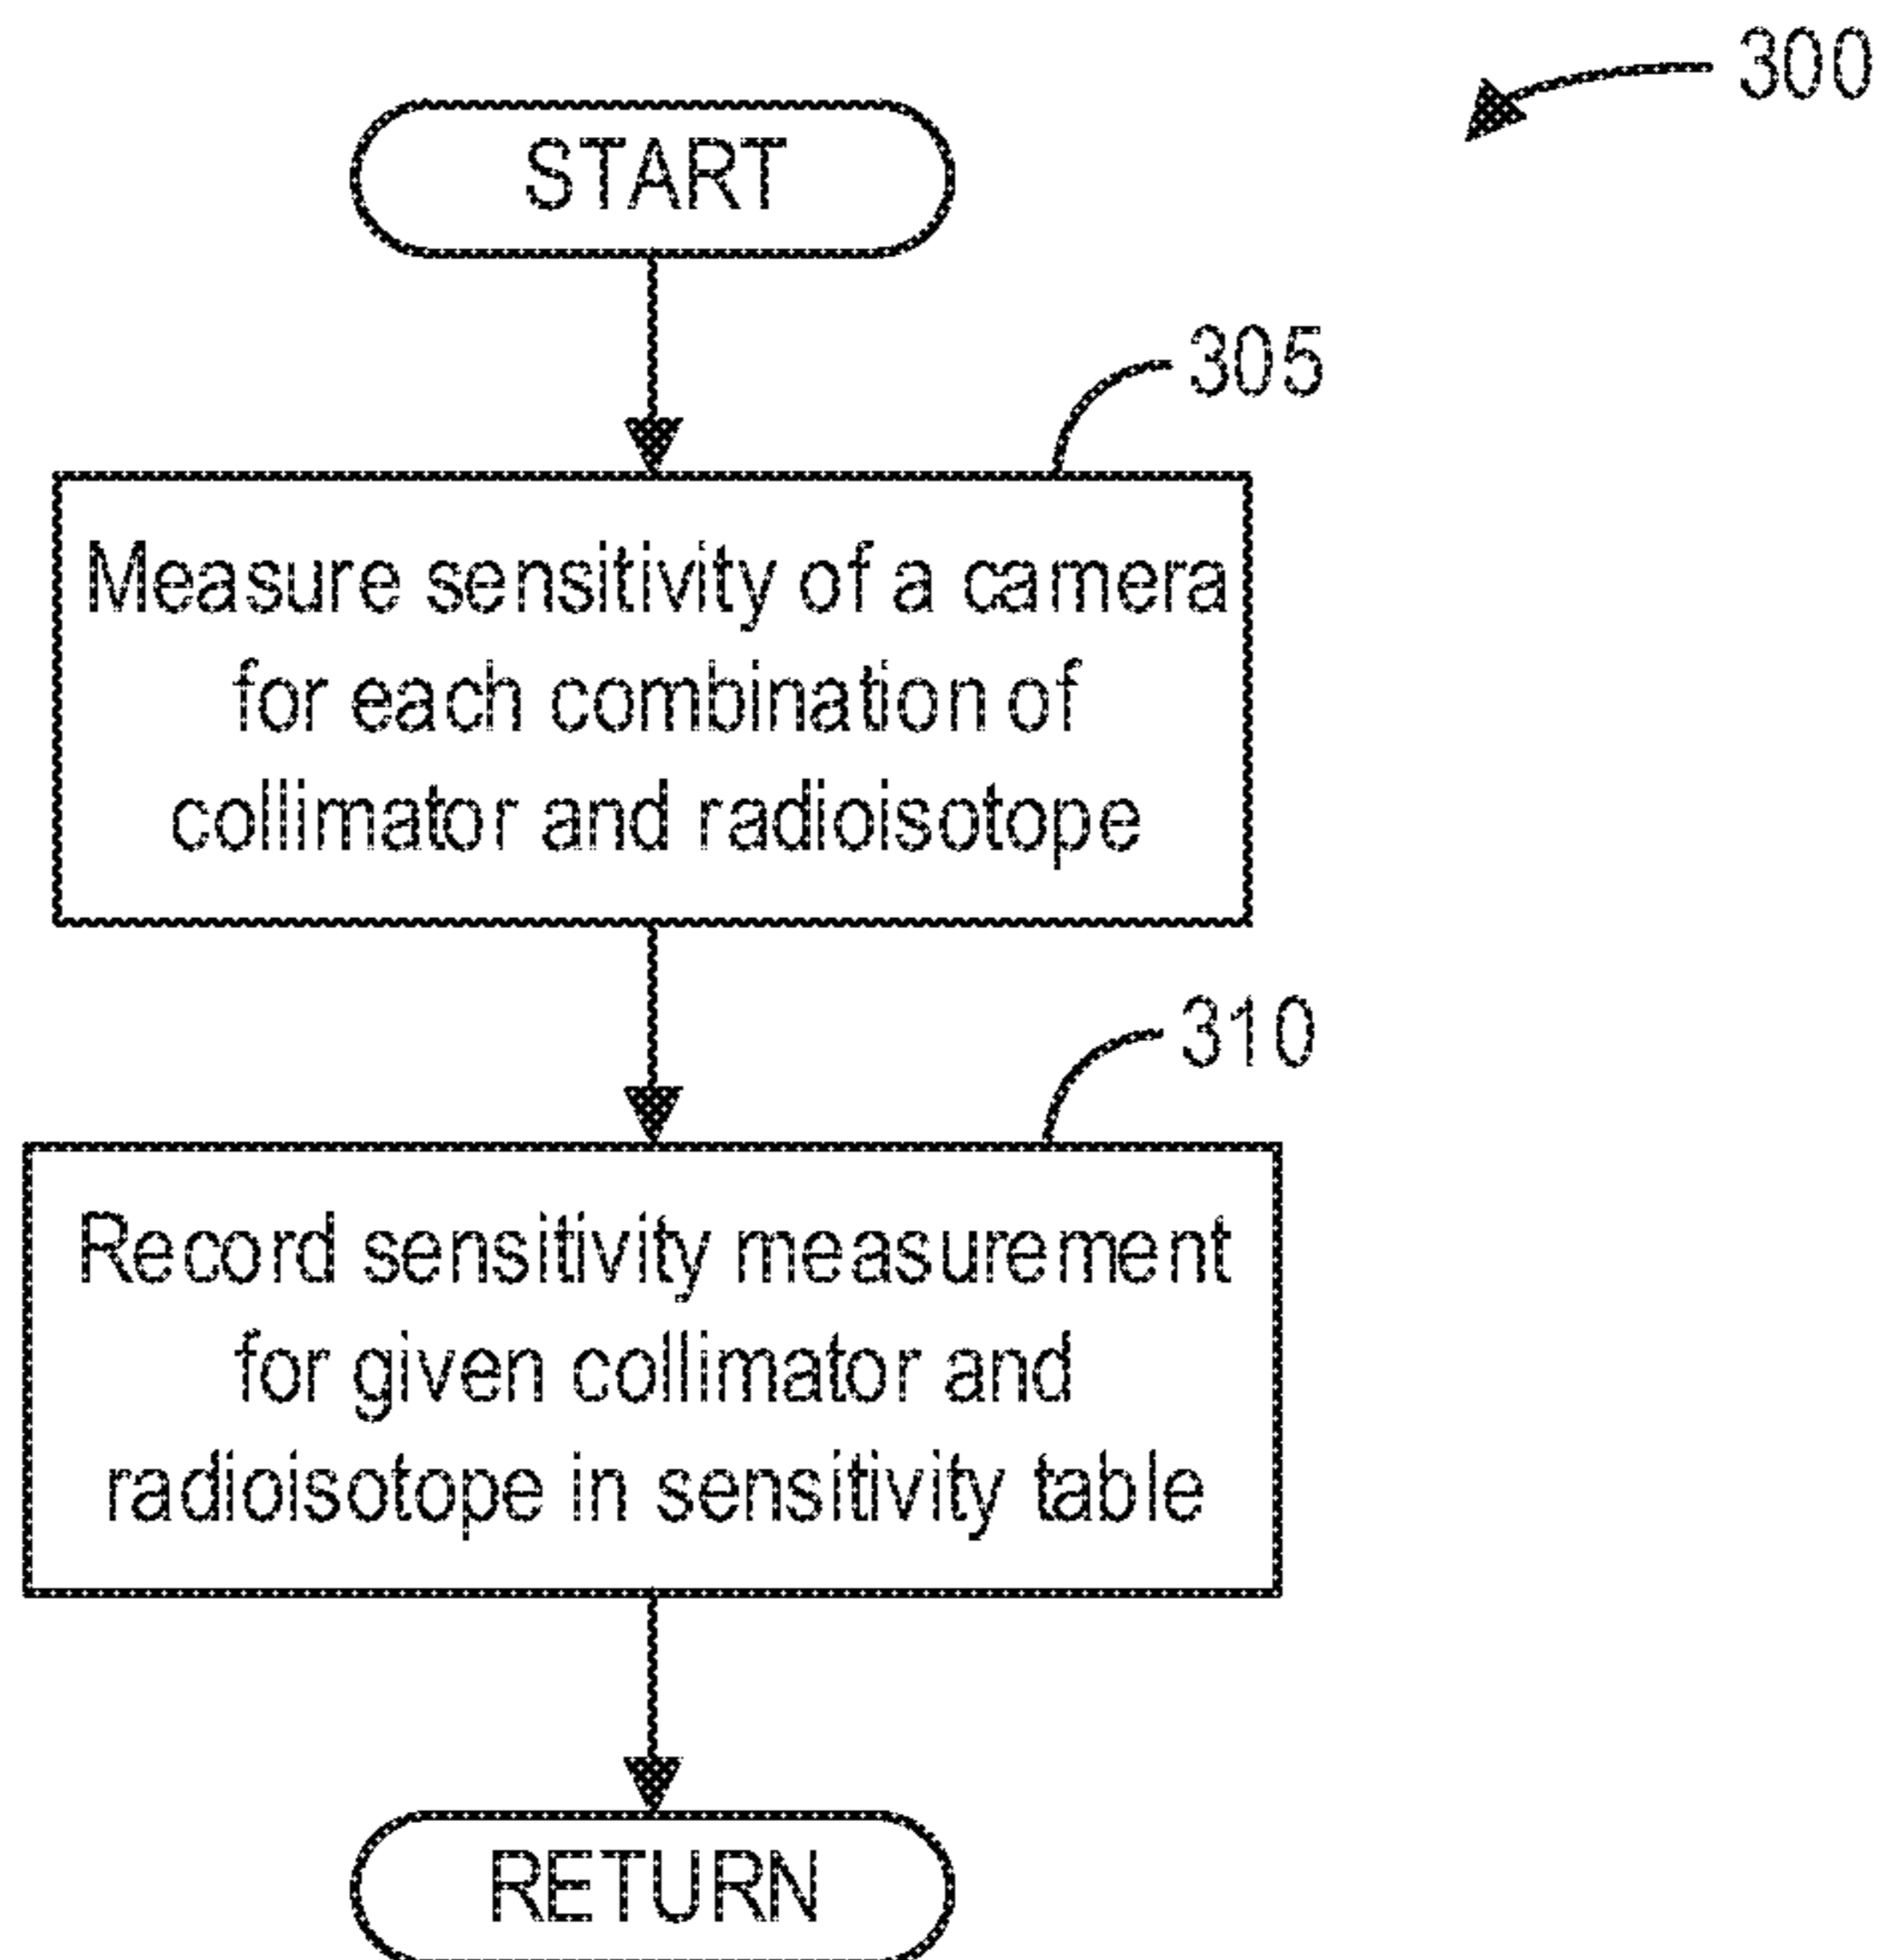 300
START
305
Measure sensitivity of a camera
for each combination of
collimator and radioisotope
310
Record sensitivity measurement
for given collimator and
radioisotope in sensitivity table
RETURN